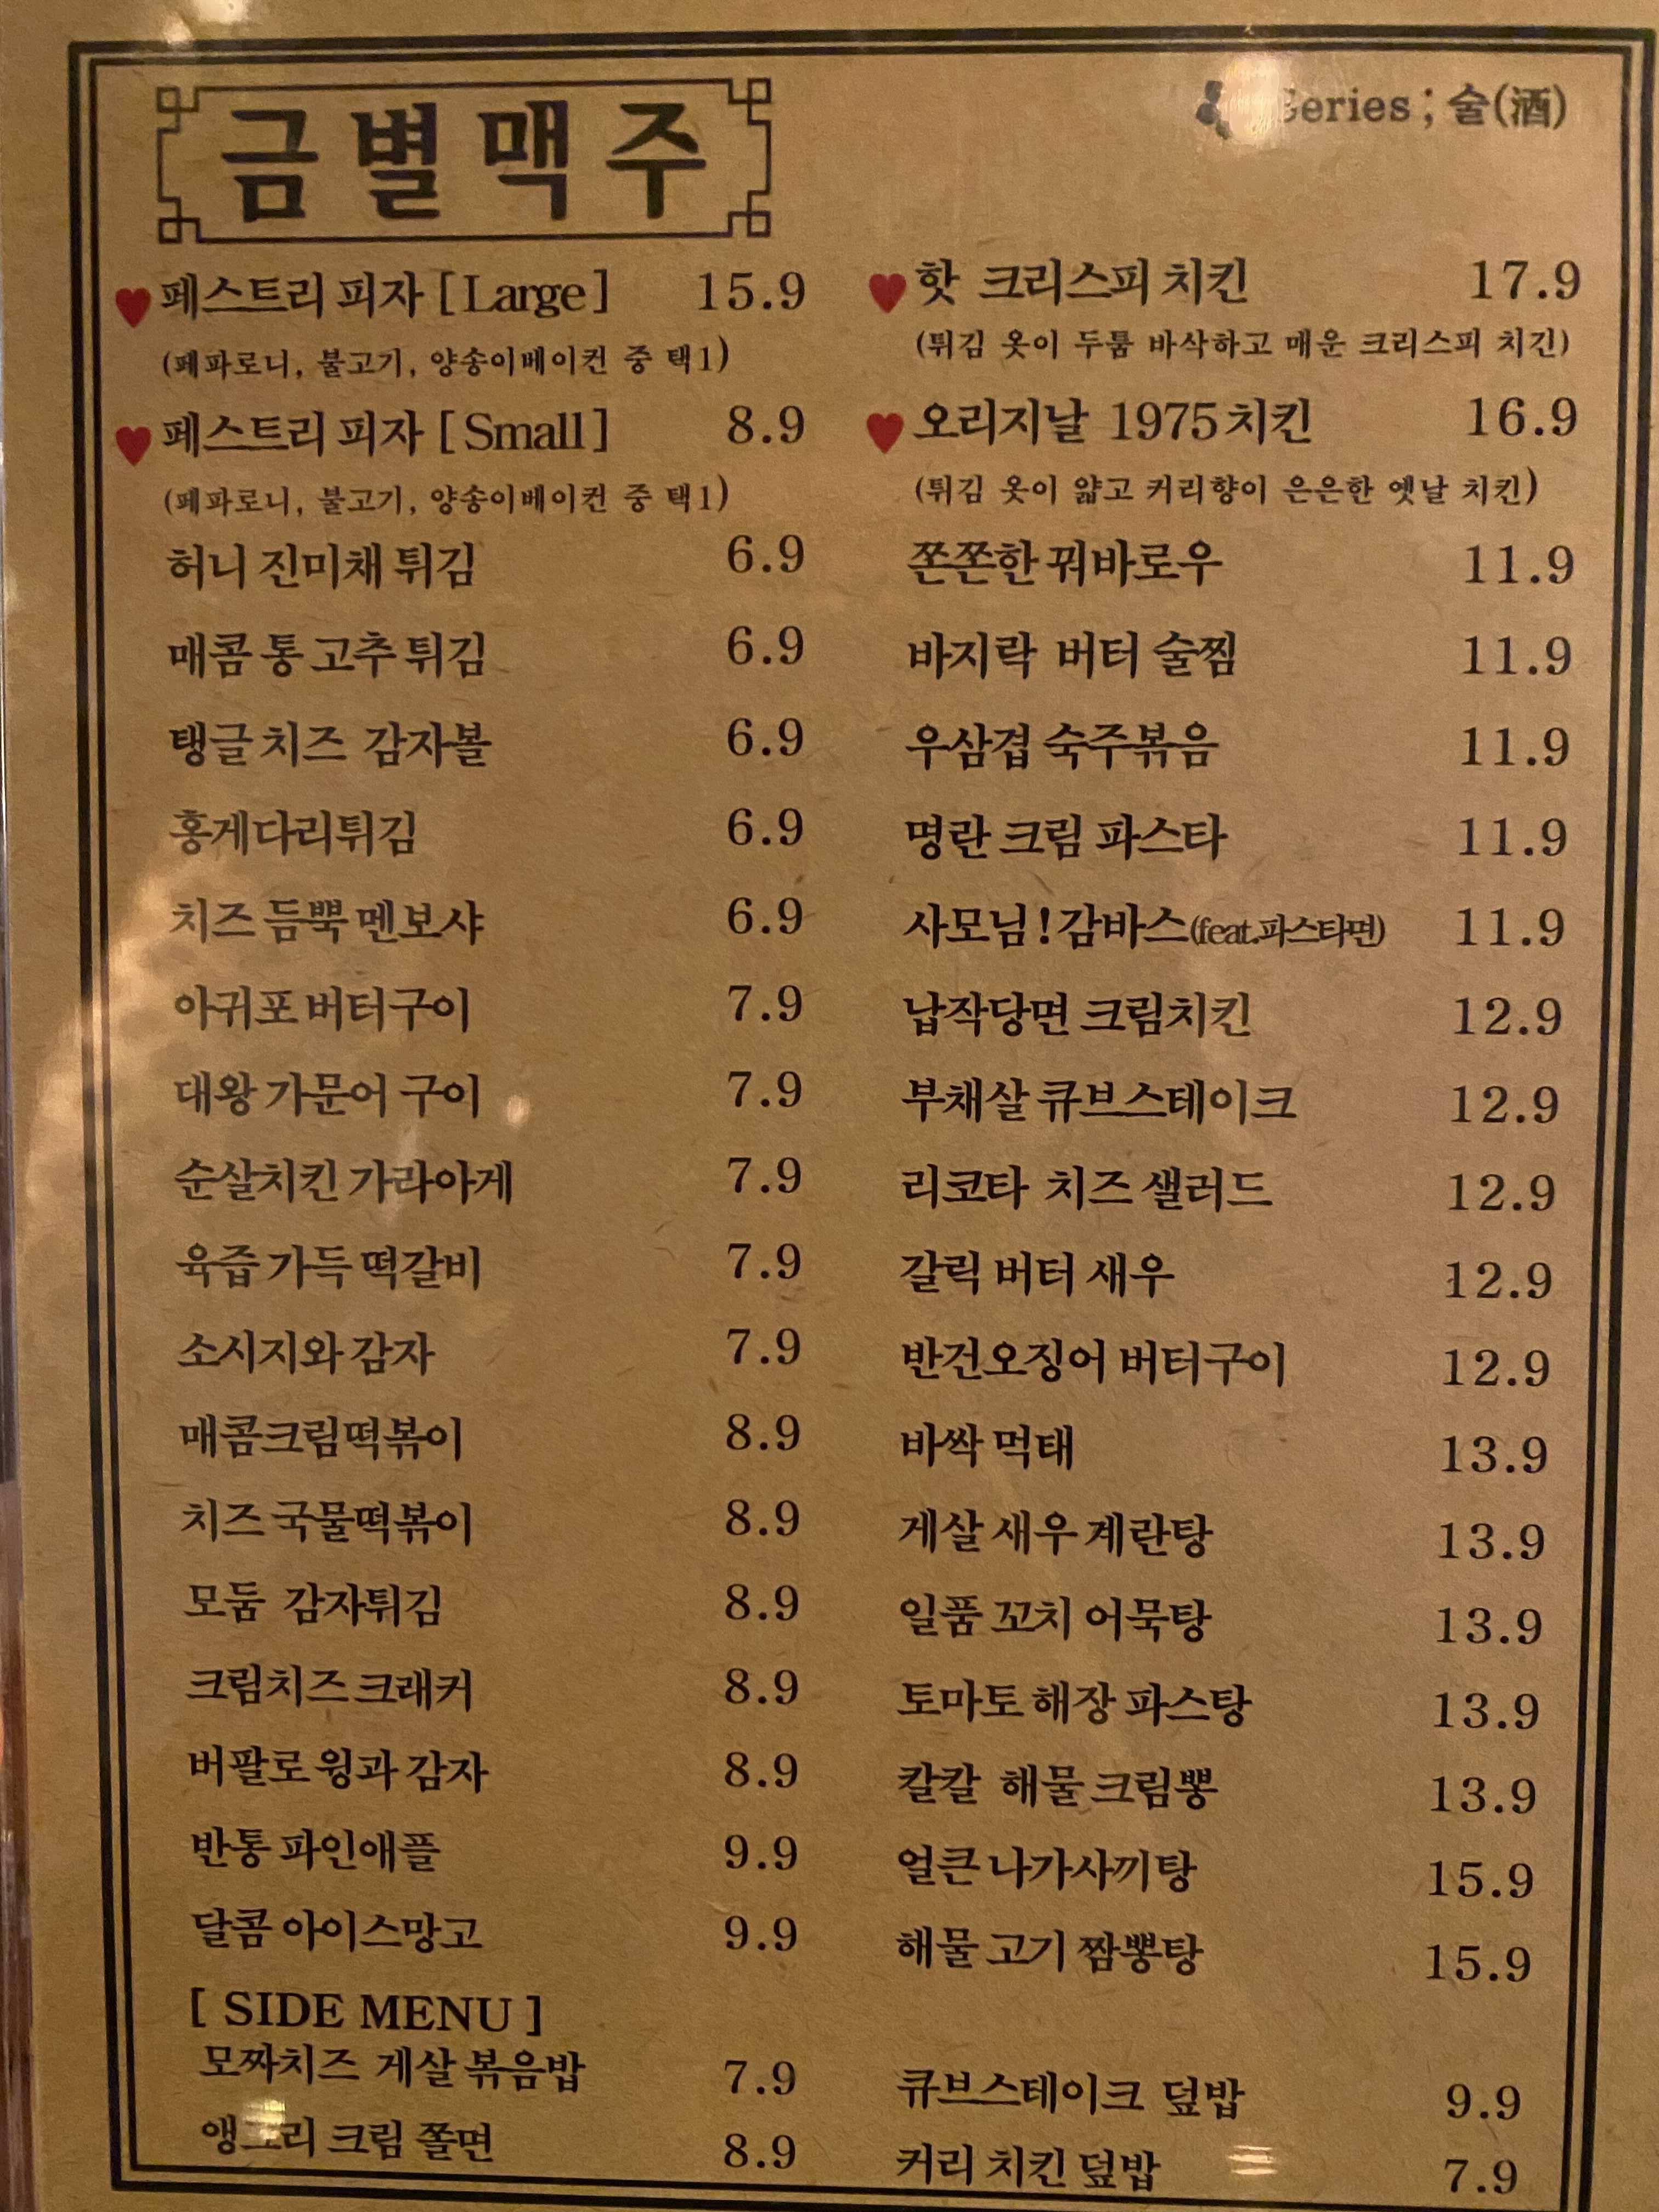 금별맥주
Series ; 술(酒)
페스트리 피자 [ Large ] 15.9
(페파로니, 불고기, 양송이베이컨 중 택1)
페스트리 피자 [ Small ] 8.9
(페파로니, 불고기, 양송이베이컨 중 택1)
허니 진미채 튀김 6.9
매콤 통 고추 튀김 6.9
탱글 치즈 감자볼 6.9
홍게다리튀김 6.9
치즈 듬뿍 멘보샤 6.9
아귀포 버터구이 7.9
대왕 가문어 구이 7.9
순살치킨 가라아게 7.9
육즙 가득 떡갈비 7.9
소시지와 감자 7.9
매콤크림떡볶이 8.9
치즈 국물떡볶이 8.9
모둠 감자튀김 8.9
크림치즈 크래커 8.9
버팔로 윙과 감자 8.9
반통 파인애플 9.9
달콤 아이스망고 9.9
핫 크리스피 치킨 17.9
(튀김 옷이 두툼 바삭하고 매운 크리스피 치긴)
오리지날 1975 치킨 16.9
(튀김 옷이 얇고 커리향이 은은한 옛날 치킨)
쫀쫀한 꿔바로우 11.9
바지락 버터 술찜 11.9
우삼겹 숙주볶음 11.9
명란 크림 파스타 11.9
사모님! 감바스(feat.파스타면) 11.9
납작당면 크림치킨 12.9
부채살 큐브스테이크 12.9
리코타 치즈 샐러드 12.9
갈릭 버터 새우 12.9
반건오징어 버터구이 12.9
바싹 먹태 13.9
게살 새우 계란탕 13.9
일품 꼬치 어묵탕 13.9
토마토 해장 파스탕 13.9
칼칼 해물 크림뽕 13.9
얼큰 나가사끼탕 15.9
해물 고기 짬뽕탕 15.9
[ SIDE MENU ]
모짜치즈 게살 볶음밥 7.9
앵그리 크림 쫄면 8.9
큐브스테이크 덮밥 9.9
커리 치킨 덮밥 7.9